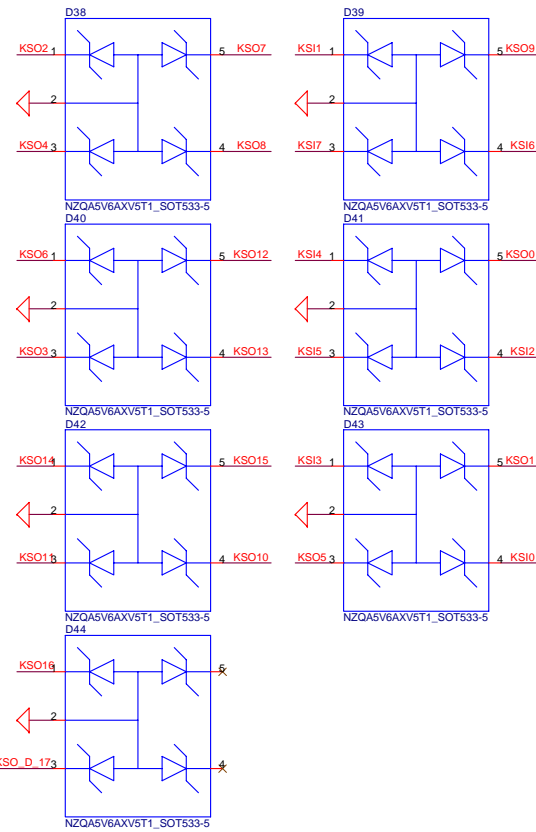 D38
KSO2 1
5 KSO7
2
KSO4 3
4 KSO8
NZQA5V6AXV5T1_SOT533-5
D39
KSI1 1
5 KSO9
2
KSI7 3
4 KSI6
NZQA5V6AXV5T1_SOT533-5
D40
KSO6 1
5 KSO12
2
KSO3 3
4 KSO13
NZQA5V6AXV5T1_SOT533-5
D41
KSI4 1
5 KSO0
2
KSI5 3
4 KSI2
NZQA5V6AXV5T1_SOT533-5
D42
KSO14 1
5 KSO15
2
KSO11 3
4 KSO10
NZQA5V6AXV5T1_SOT533-5
D43
KSI3 1
5 KSO1
2
KSO5 3
4 KSI0
NZQA5V6AXV5T1_SOT533-5
D44
KSO16 1
5
2
KSO_D_17 3
4
NZQA5V6AXV5T1_SOT533-5